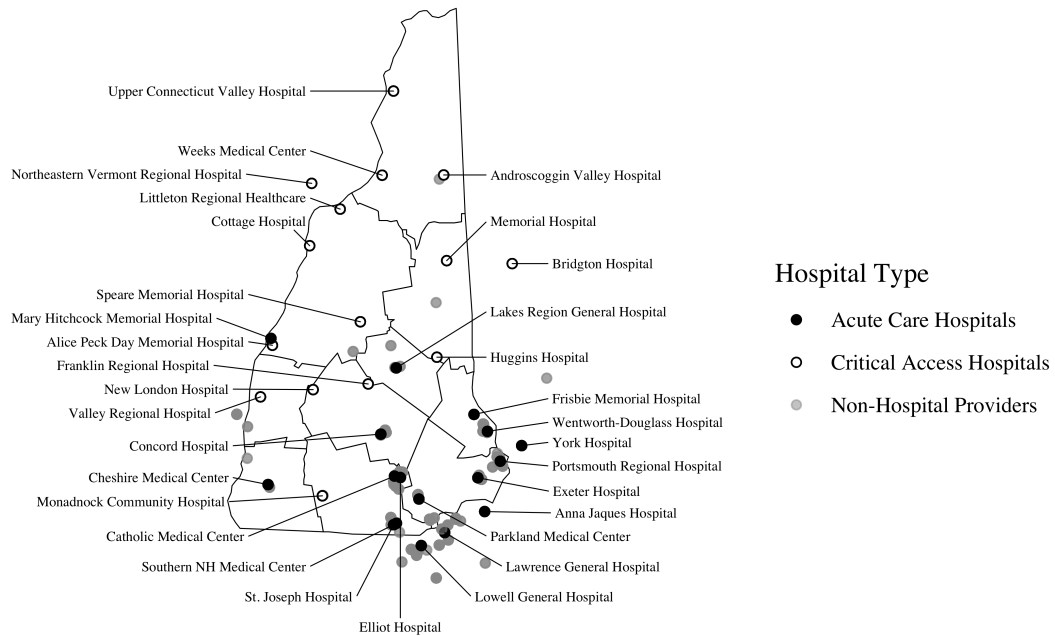 Upper Connecticut Valley Hospital
Weeks Medical Center
Northeastern Vermont Regional Hospital
Androscoggin Valley Hospital
Littleton Regional Healthcare
Cottage Hospital
Memorial Hospital
Bridgton Hospital
Hospital Type
Speare Memorial Hospital
Lakes Region General Hospital
Mary Hitchcock Memorial Hospital
Acute Care Hospitals
Alice Peck Day Memorial Hospital
Huggins Hospital
Critical Access Hospitals
Franklin Regional Hospital
New London Hospital
Frisbie Memorial Hospital
Non-Hospital Providers
Valley Regional Hospital
Wentworth-Douglass Hospital
Concord Hospital
York Hospital
Portsmouth Regional Hospital
Cheshire Medical Center
Exeter Hospital
Monadnock Community Hospital
Anna Jaques Hospital
Catholic Medical Center
Parkland Medical Center
Southern NH Medical Center
Lawrence General Hospital
St. Joseph Hospital
Lowell General Hospital
Elliot Hospital